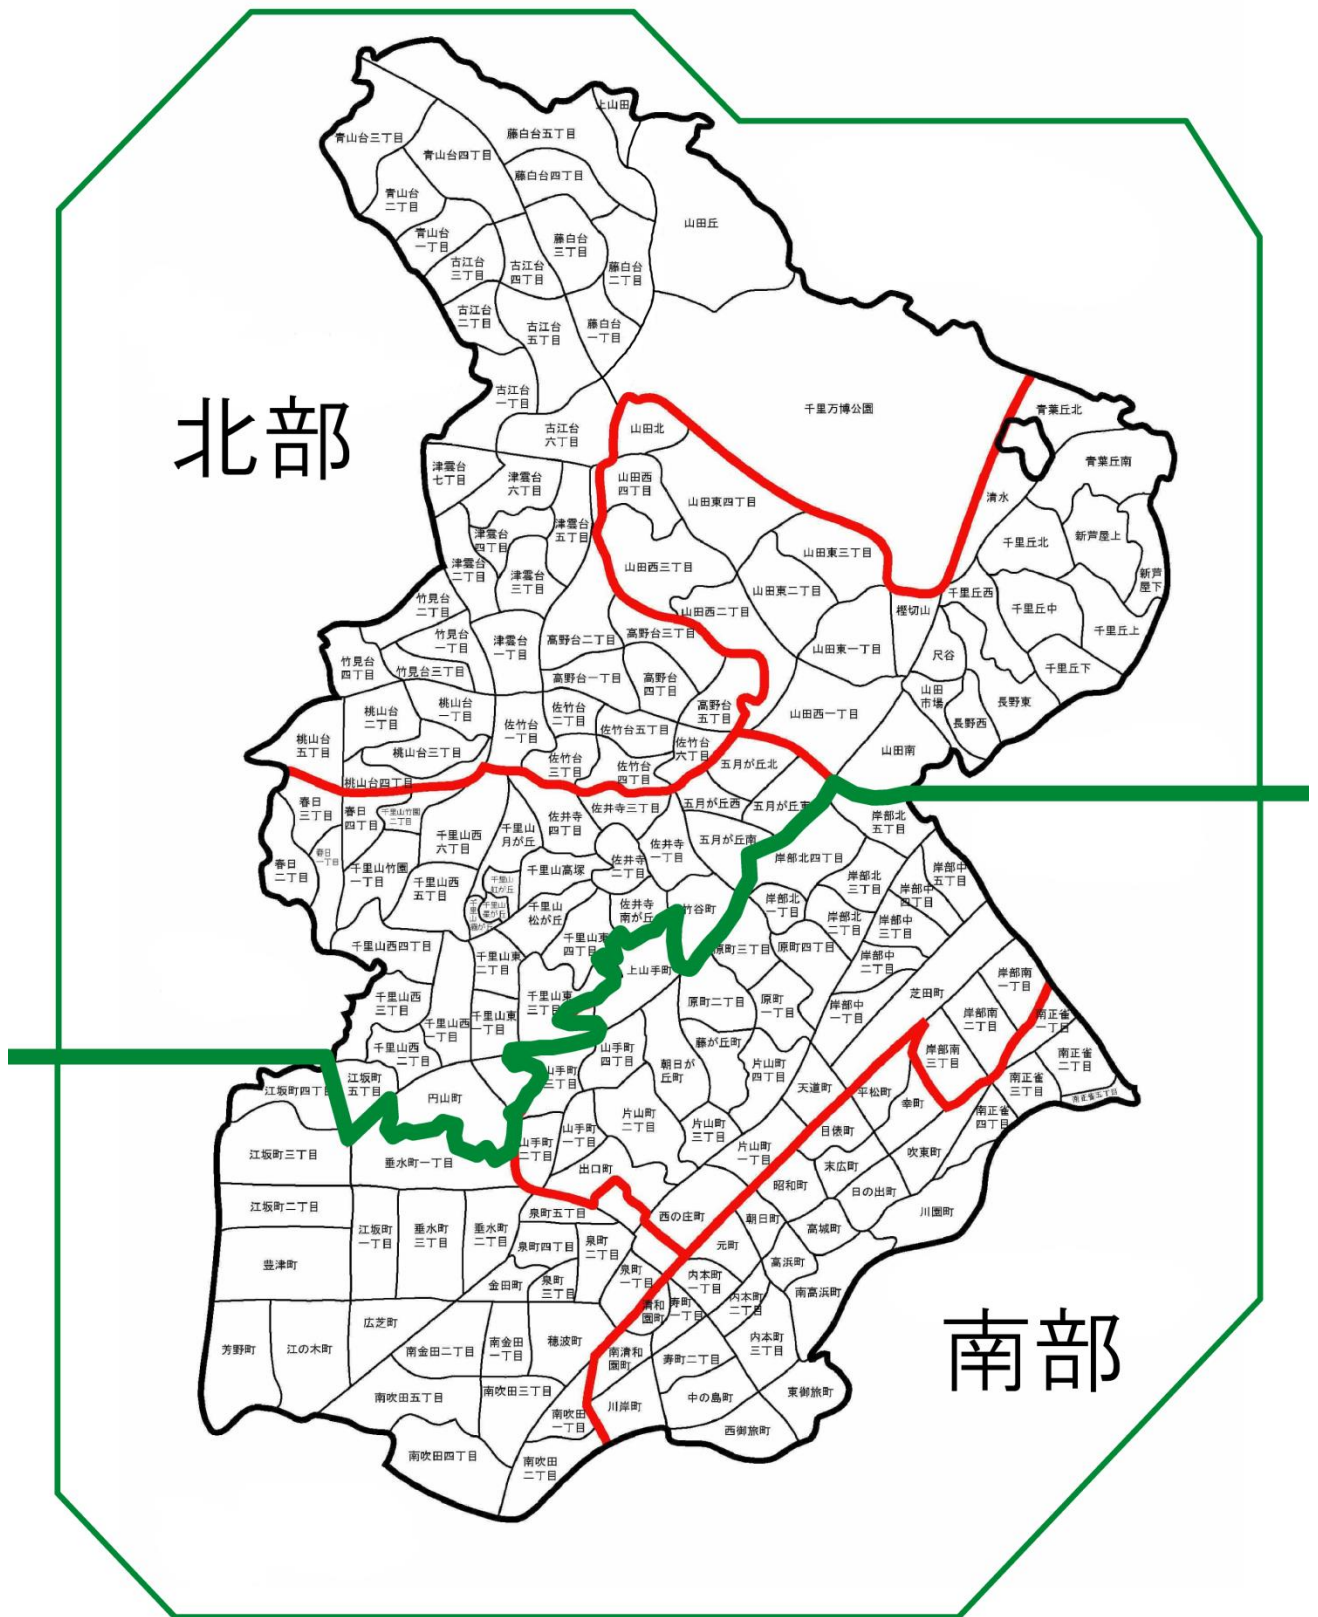 上山田
青山台三丁目
藤白台五丁目
青山台四丁目
藤白台四丁目
青山台
二丁目
山田丘
青山台
一丁目
藤白台
三丁目
古江台
三丁目
古江台
四丁目
藤白台
二丁目
古江台
二丁目
古江台
五丁目
藤白台
一丁目
古江台
一丁目
千里万博公園
青葉丘北
北部
古江台
六丁目
山田北
青葉丘南
津雲台
七丁目
津雲台
六丁目
山田西
四丁目
山田東四丁目
清水
津雲台
五丁目
津雲台
四丁目
千里丘北
新芦屋上
山田東三丁目
津雲台
二丁目
津雲台
三丁目
山田西三丁目
山田東二丁目
新芦
屋下
竹見台
二丁目
山田西二丁目
樫切山
千里丘西
千里丘中
千里丘上
竹見台
一丁目
津雲台
一丁目
高野台二丁目
高野台三丁目
山田東一丁目
尺谷
千里丘下
竹見台
四丁目
竹見台三丁目
高野台一丁目
高野台
四丁目
山田
市場
長野東
桃山台
二丁目
桃山台
一丁目
佐竹台
二丁目
高野台
五丁目
山田西一丁目
長野西
桃山台
五丁目
桃山台三丁目
佐竹台
一丁目
佐竹台五丁目
佐竹台
六丁目
山田南
桃山台四丁目
佐竹台
三丁目
佐竹台
四丁目
五月が丘北
春日
三丁目
春日
四丁目
千里山竹園
二丁目
佐井寺三丁目
五月が丘西
五月が丘東
千里山西
六丁目
千里山
月が丘
佐井寺
四丁目
岸部北
五丁目
五月が丘南
佐井寺
一丁目
春日
一丁目
春日
二丁目
千里山竹園
一丁目
千里山西
五丁目
千里山高塚
佐井寺
二丁目
岸部北四丁目
岸部中
五丁目
千里山
虹が丘
岸部北
三丁目
岸部中
四丁目
千里山
星が丘
千里山霧が丘
千里山
松が丘
佐井寺
南が丘
竹谷町
岸部北
一丁目
岸部北
二丁目
岸部中
三丁目
千里山西四丁目
千里山東
四丁目
千里山東
二丁目
上山手町
原町三丁目
原町四丁目
岸部中
二丁目
岸部南
一丁目
千里山西
三丁目
千里山東
三丁目
原町二丁目
原町
一丁目
岸部中
一丁目
芝田町
千里山西
一丁目
千里山東
一丁目
岸部南
二丁目
南正雀
一丁目
千里山西
二丁目
山手町
四丁目
藤が丘町
岸部南
三丁目
南正雀
二丁目
江坂町四丁目
江坂町
五丁目
円山町
山手町
三丁目
朝日が
丘町
片山町
四丁目
天道町
平松町
幸町
南正雀
三丁目
南正雀五丁目
山手町
一丁目
片山町
二丁目
片山町
三丁目
日俵町
南正雀
四丁目
江坂町三丁目
垂水町一丁目
山手町
二丁目
出口町
片山町
一丁目
末広町
吹東町
昭和町
日の出町
江坂町二丁目
泉町五丁目
西の庄町
朝日町
高城町
川園町
江坂町
一丁目
垂水町
三丁目
垂水町
二丁目
泉町四丁目
泉町
二丁目
元町
豊津町
金田町
泉町
三丁目
泉町
一丁目
内本町
一丁目
高浜町
南高浜町
広芝町
清和
園町
寿町
一丁目
内本町
二丁目
芳野町
江の木町
南金田二丁目
南金田
一丁目
穂波町
南清和
園町
寿町二丁目
内本町
三丁目
南部
南吹田五丁目
南吹田三丁目
南吹田
一丁目
川岸町
中の島町
東御旅町
西御旅町
南吹田四丁目
南吹田
二丁目